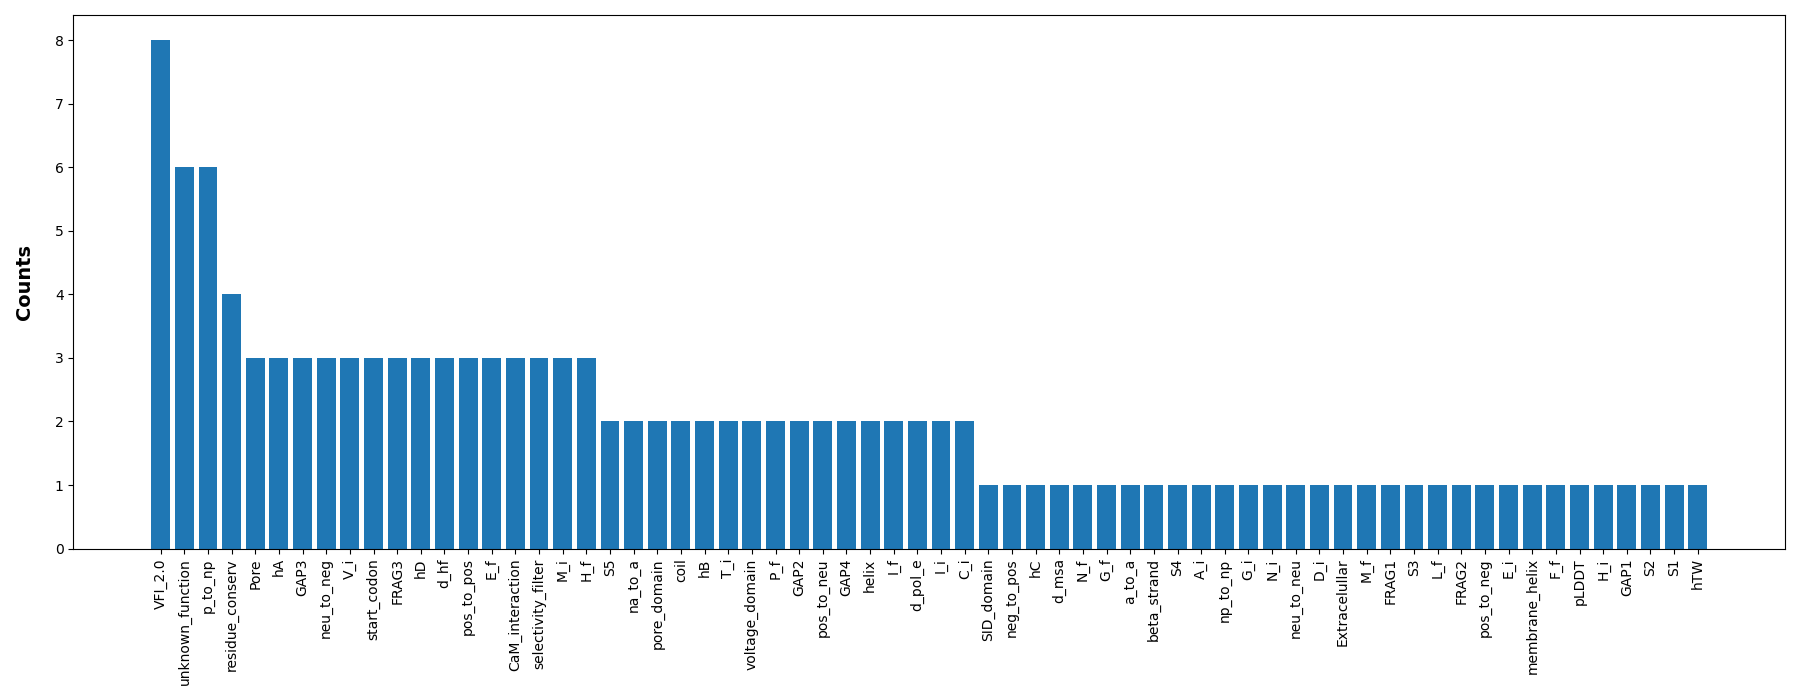 Counts
8
7
6
5
4
3
2
1
0
VFI_2.0
unknown_function
p_to_np
residue_conserv
Pore
hA
GAP3
neu_to_neg
V_i
start_codon
FRAG3
hD
d_hf
pos_to_pos
E_f
CaM_interaction
selectivity_filter
M_i
H_f
S5
na_to_a
pore_domain
coil
hB
T_i
voltage_domain
P_f
GAP2
pos_to_neu
GAP4
helix
I_f
d_pol_e
I_i
C_i
SID_domain
neg_to_pos
hC
d_msa
N_f
G_f
a_to_a
beta_strand
S4
A_i
np_to_np
G_i
N_i
neu_to_neu
D_i
Extracelullar
M_f
FRAG1
S3
L_f
FRAG2
pos_to_neg
E_i
membrane_helix
F_f
pLDDT
H_i
GAP1
S2
S1
hTW